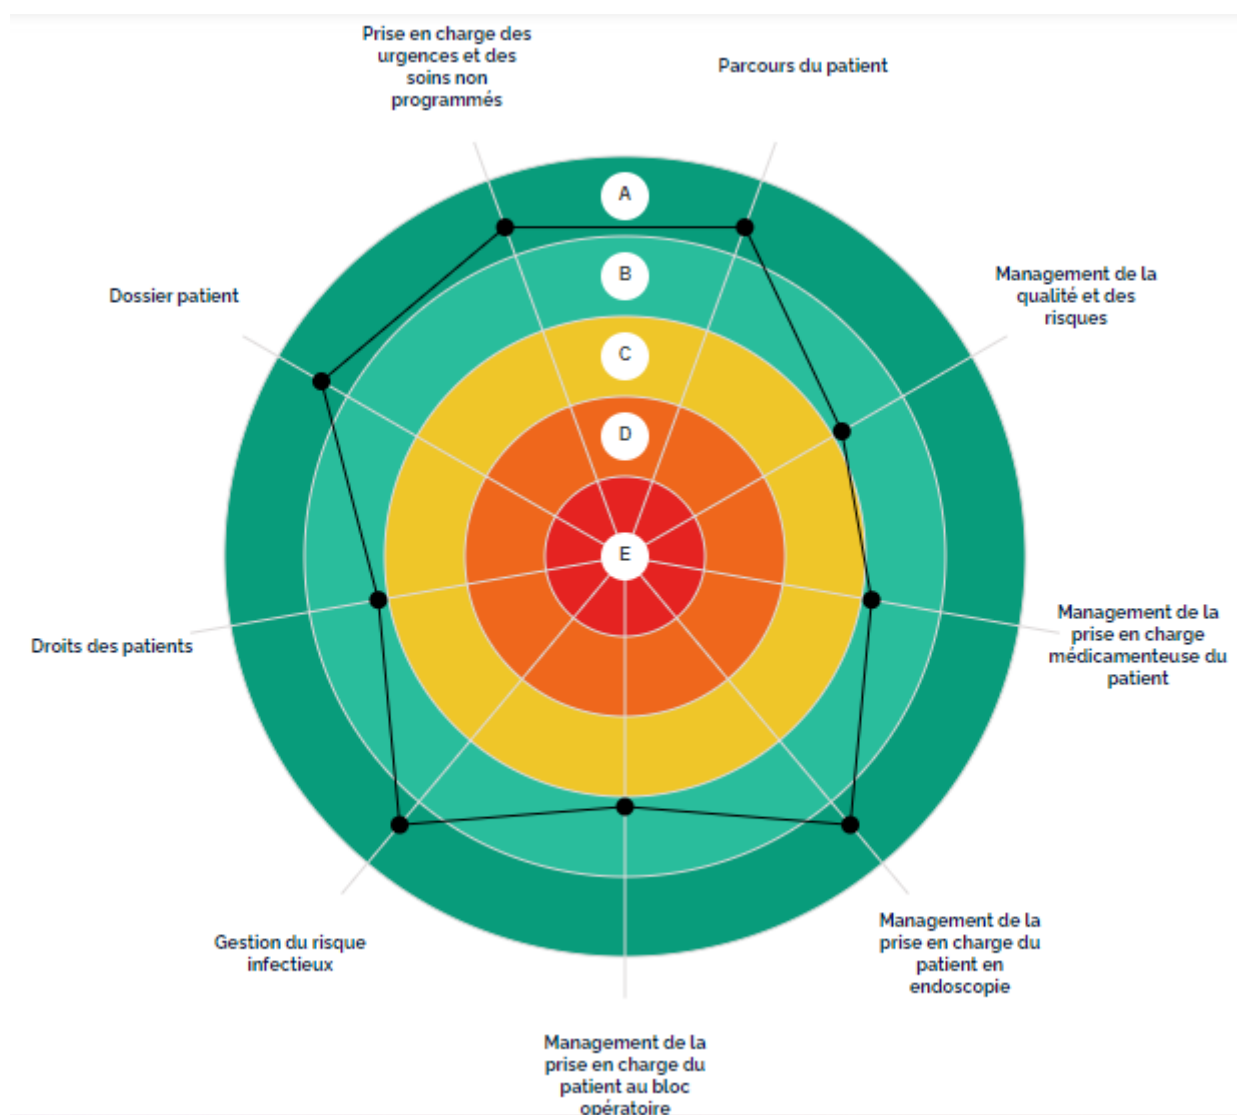 Prise en charge des
urgences et des
soins non
programmés
Parcours du patient
Management de la
qualité et des
risques
Management de la
prise en charge
médicamenteuse du
patient
Management de la
prise en charge du
patient en
endoscopie
Management de la
prise en charge du
patient au bloc
opératoire
Gestion du risque
infectieux
Droits des patients
Dossier patient
A
B
C
D
E